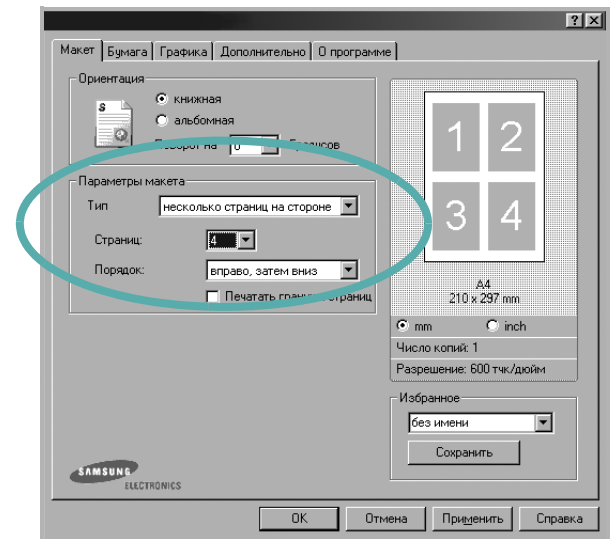 ? ×
Макет Бумага Графика Дополнительно О программе
Ориентация
S
книжная
альбомная
Поворот на 0 Градусов
Параметры макета
Тип несколько страниц на стороне
Страниц: 4
Порядок: вправо, затем вниз
Печатать границы страниц
1 2
3 4
A4
210 x 297 mm
mm inch
Число копий: 1
Разрешение: 600 тчк/дюйм
Избранное
без имени
Сохранить
SAMSUNG
ELECTRONICS
OK Отмена Применить Справка